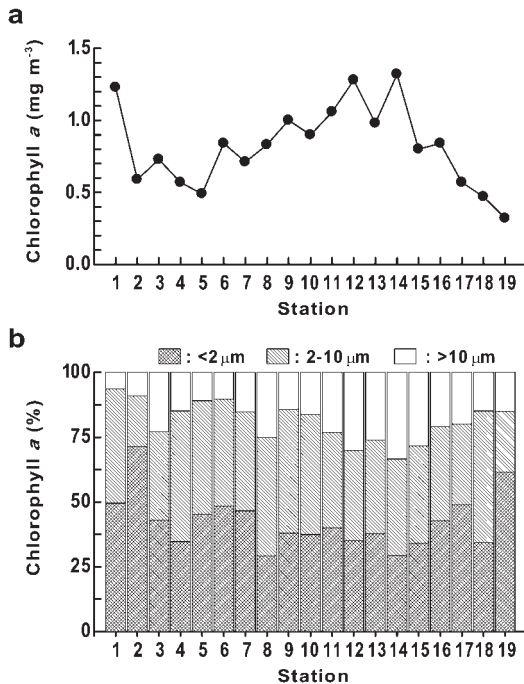 a
Chlorophyll a (mg m-3)
1.5
1.0
0.5
0.0
1 2 3 4 5 6 7 8 9 10 11 12 13 14 15 16 17 18 19
Station
b
: <2 μm : 2-10 μm : >10 μm
Chlorophyll a (%)
100
75
50
25
0
1 2 3 4 5 6 7 8 9 10 11 12 13 14 15 16 17 18 19
Station